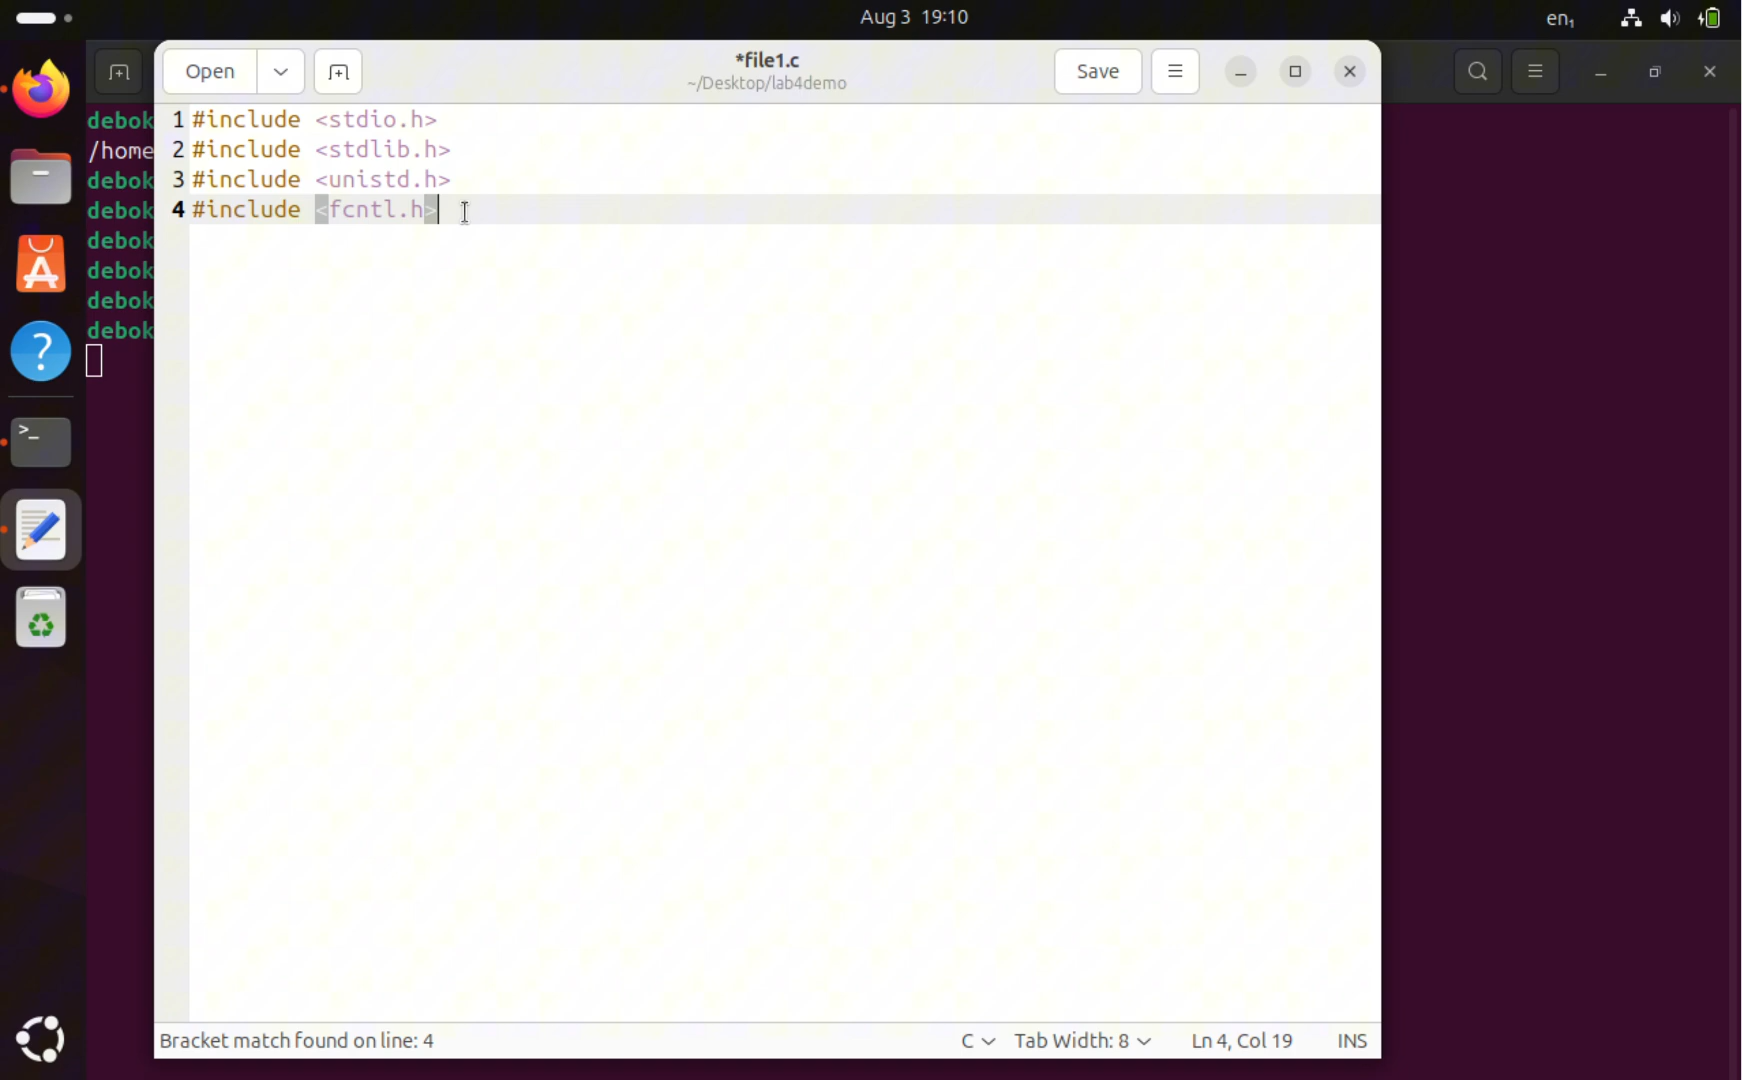 Aug 3 19:10
en₁
Open
*file1.c
~/Desktop/lab4demo
Save
debok
/home
debok
debok
debok
debok
debok
debok
1 #include <stdio.h>
2 #include <stdlib.h>
3 #include <unistd.h>
4 #include <fcntl.h>
Bracket match found on line: 4
C
Tab Width: 8
Ln 4, Col 19
INS